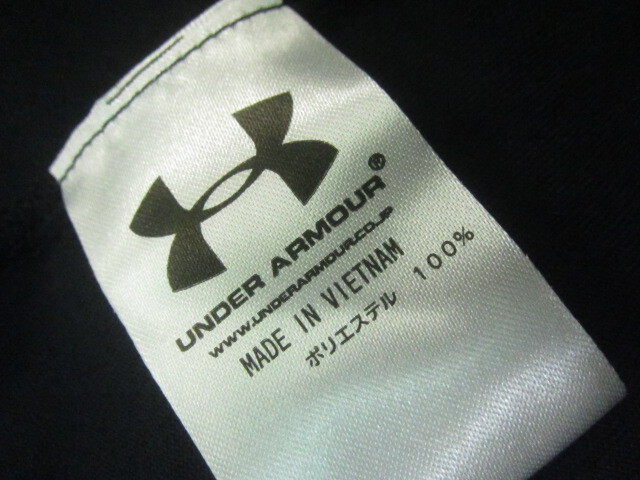 ®
UNDER ARMOUR
WWW.UNDERARMOUR.CO.JP
MADE IN VIETNAM
ポリエステル 100%